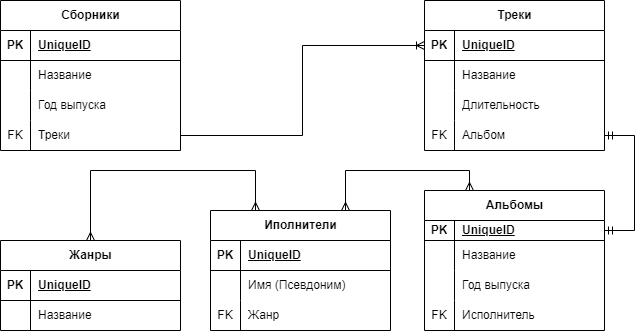 Сборники
PK UniqueID
Название
Год выпуска
FK Треки
Треки
PK UniqueID
Название
Длительность
FK Альбом
Жанры
PK UniqueID
Название
Иполнители
PK UniqueID
Имя (Псевдоним)
FK Жанр
Альбомы
PK UniqueID
Название
Год выпуска
FK Исполнитель